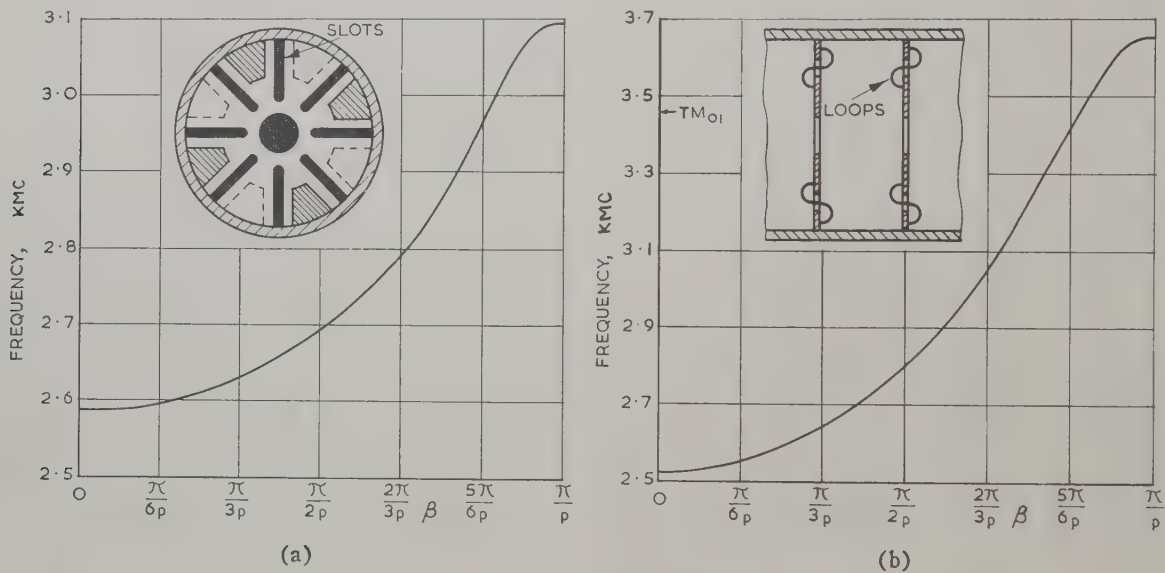 3·1
3·0
2·9
2·8
2·7
2·6
2·5
FREQUENCY, KMC
SLOTS
0
π/6p
π/3p
π/2p
2π/3p
β
5π/6p
π/p
(a)
3·7
3·5
3·3
3·1
2·9
2·7
2·5
FREQUENCY, KMC
TM₀₁
LOOPS
0
π/6p
π/3p
π/2p
2π/3p
β
5π/6p
π/p
(b)